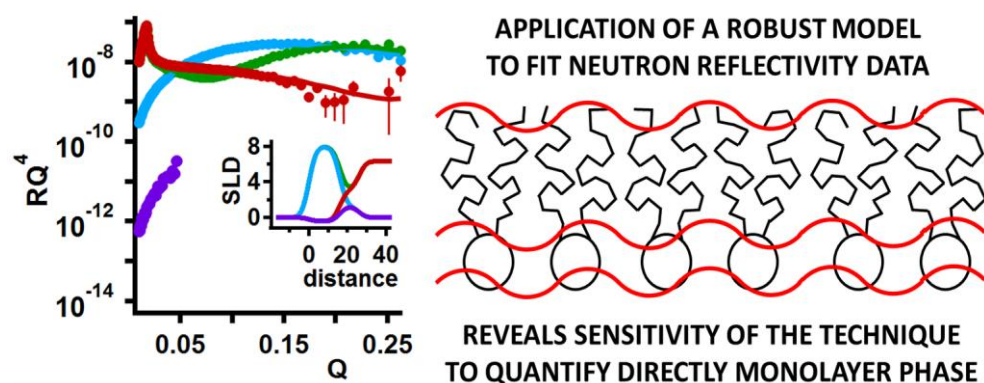 APPLICATION OF A ROBUST MODEL
TO FIT NEUTRON REFLECTIVITY DATA
RQ⁴
10⁻⁸
10⁻¹⁰
10⁻¹²
10⁻¹⁴
0.05
0.15
0.25
Q
SLD
8
4
0
0 20 40
distance
REVEALS SENSITIVITY OF THE TECHNIQUE
TO QUANTIFY DIRECTLY MONOLAYER PHASE